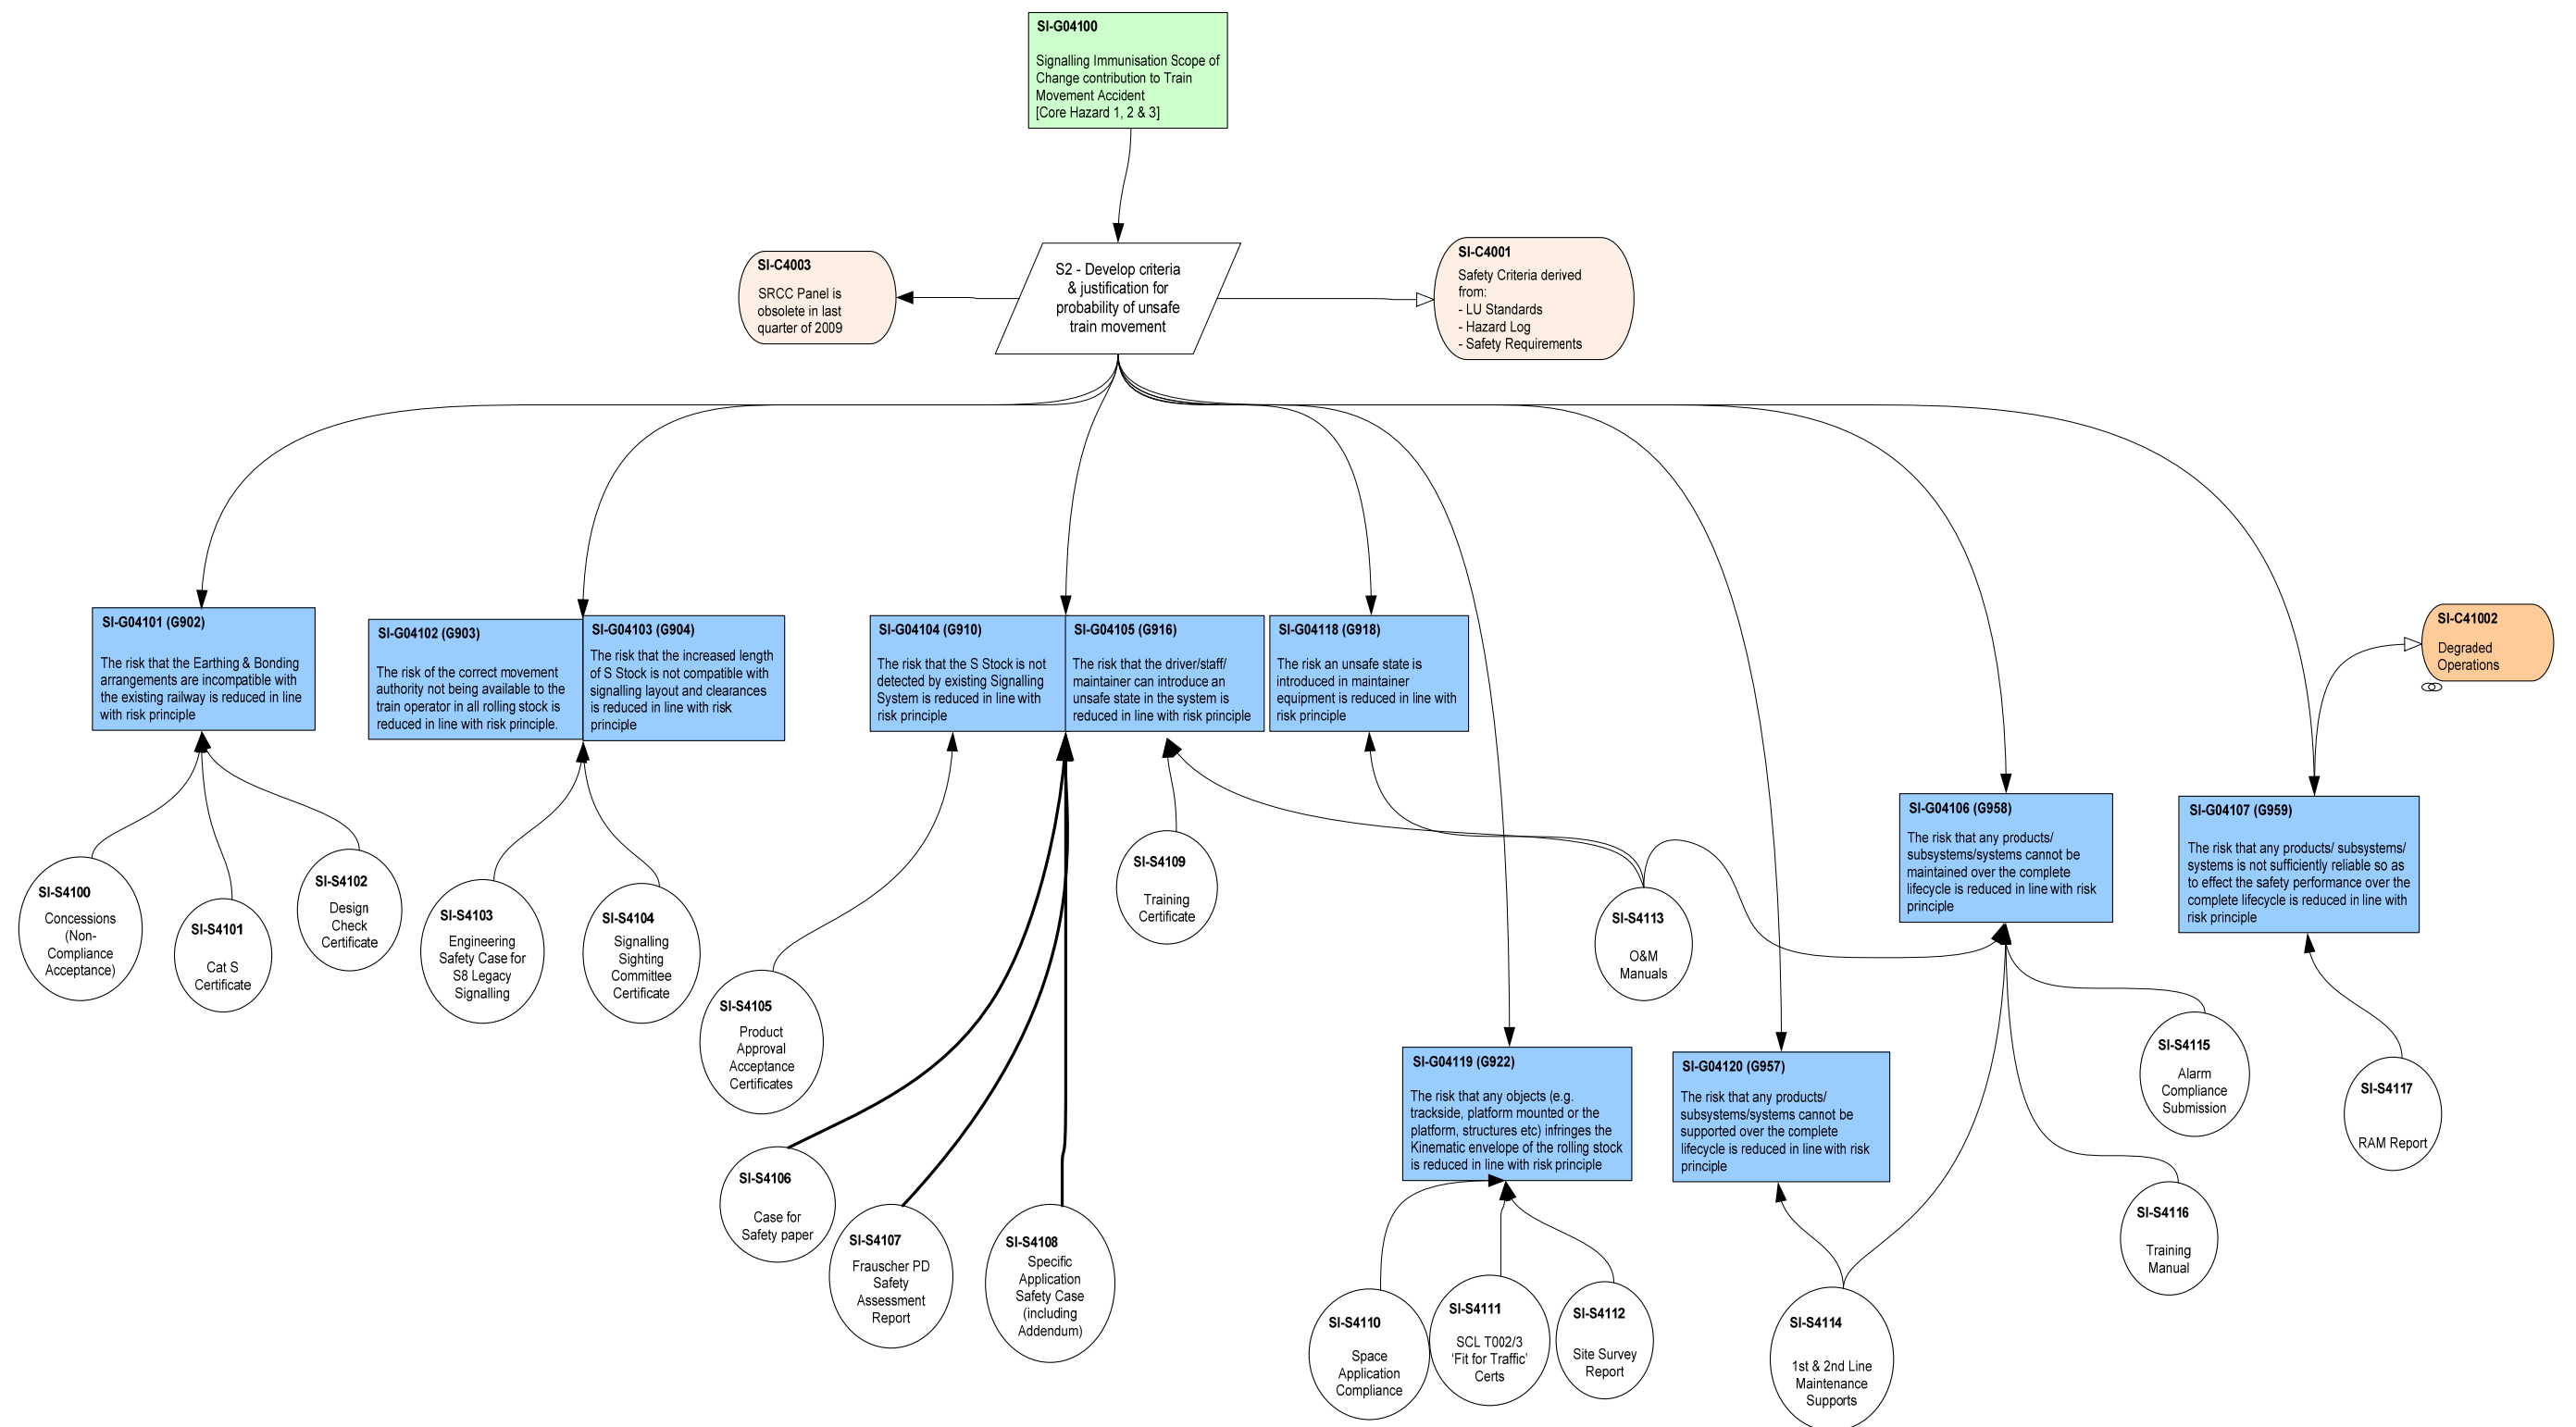 SI-G04100
Signalling Immunisation Scope of
Change contribution to Train
Movement Accident
[Core Hazard 1, 2 & 3]
SI-C4003
SRCC Panel is
obsolete in last
quarter of 2009
S2 - Develop criteria
& justification for
probability of unsafe
train movement
SI-C4001
Safety Criteria derived
from:
- LU Standards
- Hazard Log
- Safety Requirements
SI-G04101 (G902)
The risk that the Earthing & Bonding
arrangements are incompatible with
the existing railway is reduced in line
with risk principle
SI-G04102 (G903)
The risk of the correct movement
authority not being available to the
train operator in all rolling stock is
reduced in line with risk principle.
SI-G04103 (G904)
The risk that the increased length
of S Stock is not compatible with
signalling layout and clearances
is reduced in line with risk
principle
SI-G04104 (G910)
The risk that the S Stock is not
detected by existing Signalling
System is reduced in line with
risk principle
SI-G04105 (G916)
The risk that the driver/staff/
maintainer can introduce an
unsafe state in the system is
reduced in line with risk principle
SI-G04118 (G918)
The risk an unsafe state is
introduced in maintainer
equipment is reduced in line with
risk principle
SI-C41002
Degraded
Operations
SI-G04106 (G958)
The risk that any products/
subsystems/systems cannot be
maintained over the complete
lifecycle is reduced in line with risk
principle
SI-G04107 (G959)
The risk that any products/ subsystems/
systems is not sufficiently reliable so as
to effect the safety performance over the
complete lifecycle is reduced in line with
risk principle
SI-S4100
Concessions
(Non-
Compliance
Acceptance)
SI-S4101
Cat S
Certificate
SI-S4102
Design
Check
Certificate
SI-S4103
Engineering
Safety Case for
S8 Legacy
Signalling
SI-S4104
Signalling
Sighting
Committee
Certificate
SI-S4105
Product
Approval
Acceptance
Certificates
SI-S4109
Training
Certificate
SI-S4113
O&M
Manuals
SI-G04119 (G922)
The risk that any objects (e.g.
trackside, platform mounted or the
platform, structures etc) infringes the
Kinematic envelope of the rolling stock
is reduced in line with risk principle
SI-G04120 (G957)
The risk that any products/
subsystems/systems cannot be
supported over the complete
lifecycle is reduced in line with risk
principle
SI-S4115
Alarm
Compliance
Submission
SI-S4117
RAM Report
SI-S4106
Case for
Safety paper
SI-S4107
Frauscher PD
Safety
Assessment
Report
SI-S4108
Specific
Application
Safety Case
(including
Addendum)
SI-S4116
Training
Manual
SI-S4110
Space
Application
Compliance
SI-S4111
SCL T002/3
‘Fit for Traffic’
Certs
SI-S4112
Site Survey
Report
SI-S4114
1st & 2nd Line
Maintenance
Supports